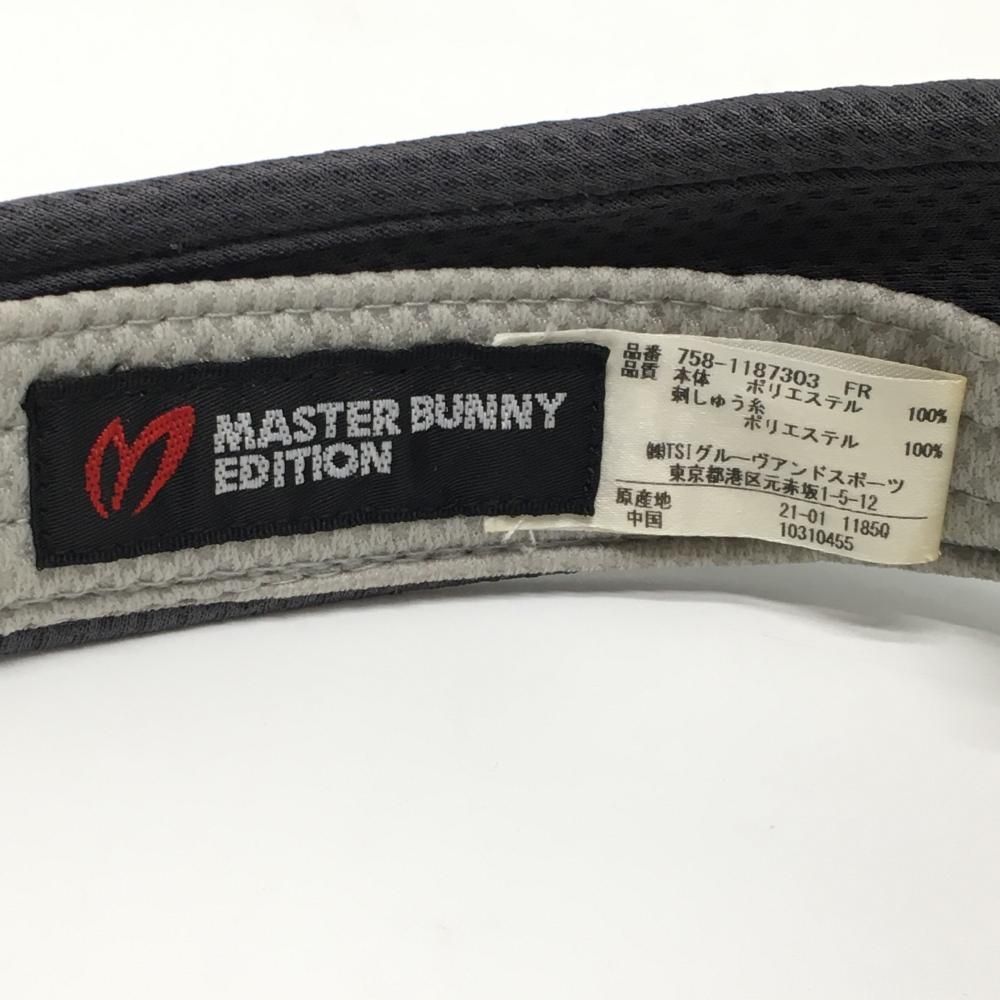 MASTER BUNNY
EDITION
品番 758-1187303 FR
品質 本体 ポリエステル 100%
刺しゅう糸
ポリエステル 100%
㈱TSIグルーヴアンドスポーツ
東京都港区元赤坂1-5-12
原産地 21-01 1185Q
中国 10310455